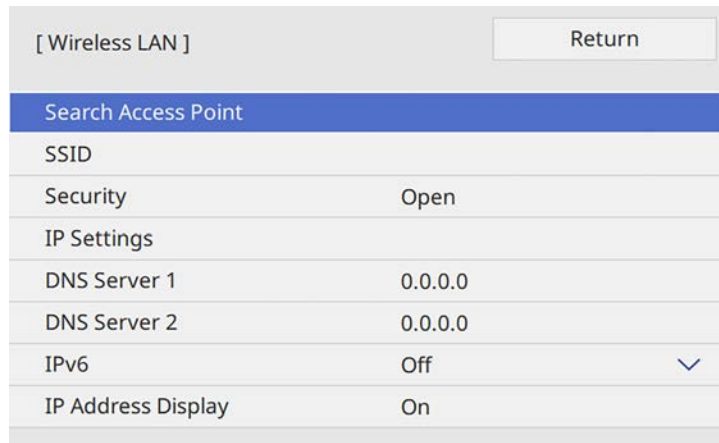 [ Wireless LAN ] Return
Search Access Point
SSID
Security Open
IP Settings
DNS Server 1 0.0.0.0
DNS Server 2 0.0.0.0
IPv6 Off
IP Address Display On